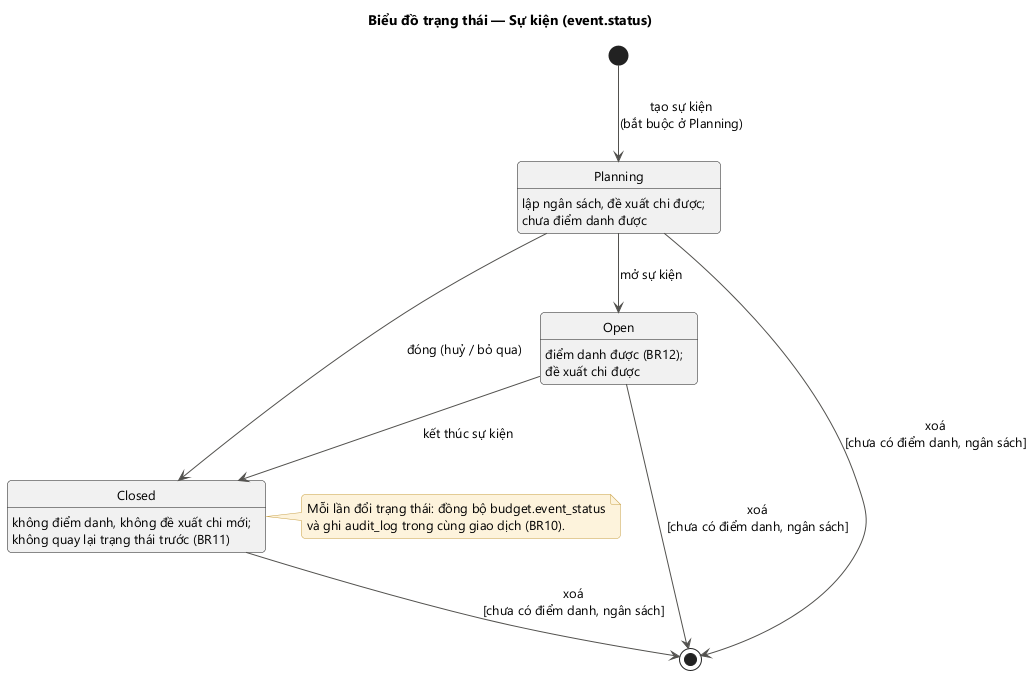 Biểu đồ trạng thái — Sự kiện (event.status)
tạo sự kiện
(bắt buộc ở Planning)
Planning
lập ngân sách, đề xuất chi được;
chưa điểm danh được
mở sự kiện
Open
điểm danh được (BR12);
đề xuất chi được
đóng (huỷ / bỏ qua)
kết thúc sự kiện
xoá
[chưa có điểm danh, ngân sách]
Closed
không điểm danh, không đề xuất chi mới;
không quay lại trạng thái trước (BR11)
Mỗi lần đổi trạng thái: đồng bộ budget.event_status
và ghi audit_log trong cùng giao dịch (BR10).
xoá
[chưa có điểm danh, ngân sách]
xoá
[chưa có điểm danh, ngân sách]